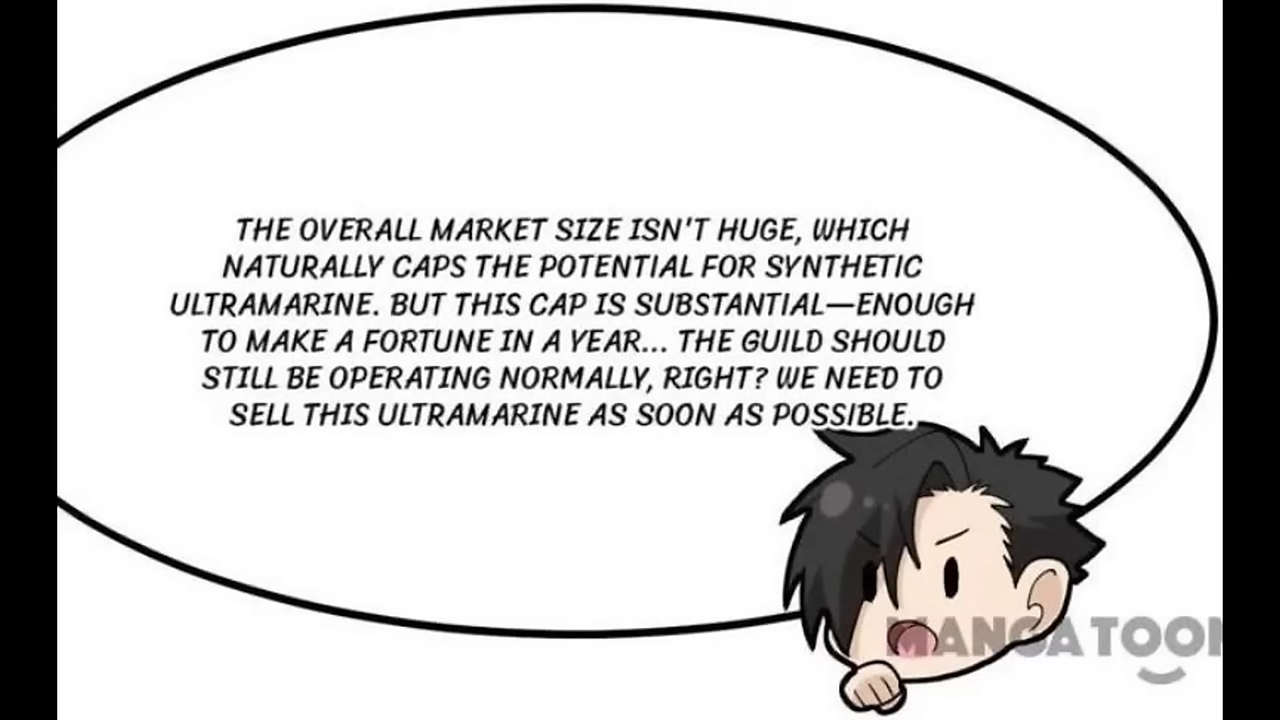 THE OVERALL MARKET SIZE ISN'T HUGE, WHICH
NATURALLY CAPS THE POTENTIAL FOR SYNTHETIC
ULTRAMARINE. BUT THIS CAP IS SUBSTANTIAL—ENOUGH
TO MAKE A FORTUNE IN A YEAR... THE GUILD SHOULD
STILL BE OPERATING NORMALLY, RIGHT? WE NEED TO
SELL THIS ULTRAMARINE AS SOON AS POSSIBLE.
MANGATOON